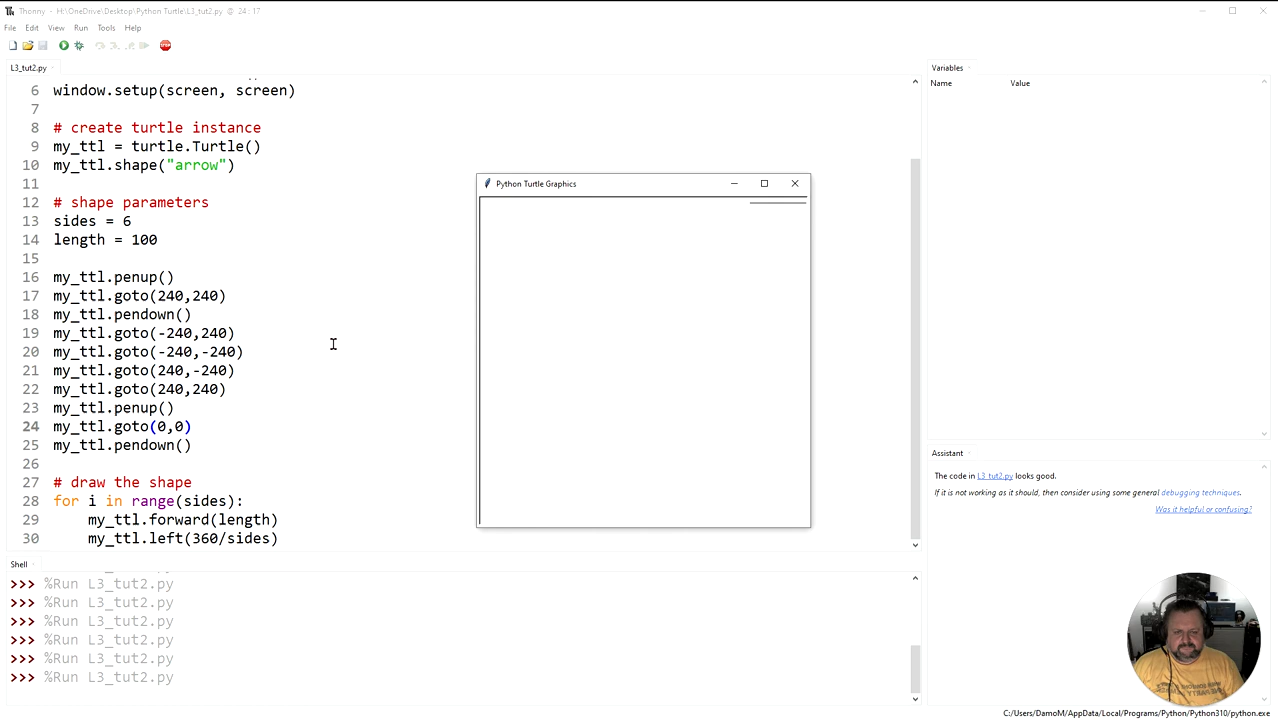 Thonny - H:\OneDrive\Desktop\Python Turtle\L3_tut2.py @ 24 : 17
File Edit View Run Tools Help
L3_tut2.py
6 window.setup(screen, screen)
7
8 # create turtle instance
9 my_ttl = turtle.Turtle()
10 my_ttl.shape("arrow")
11
12 # shape parameters
13 sides = 6
14 length = 100
15
16 my_ttl.penup()
17 my_ttl.goto(240,240)
18 my_ttl.pendown()
19 my_ttl.goto(-240,240)
20 my_ttl.goto(-240,-240)
21 my_ttl.goto(240,-240)
22 my_ttl.goto(240,240)
23 my_ttl.penup()
24 my_ttl.goto(0,0)
25 my_ttl.pendown()
26
27 # draw the shape
28 for i in range(sides):
29 my_ttl.forward(length)
30 my_ttl.left(360/sides)
Python Turtle Graphics
Shell
>>> %Run L3_tut2.py
>>> %Run L3_tut2.py
>>> %Run L3_tut2.py
>>> %Run L3_tut2.py
>>> %Run L3_tut2.py
>>> %Run L3_tut2.py
Variables
Name Value
Assistant
The code in L3_tut2.py looks good.
If it is not working as it should, then consider using some general debugging techniques.
Was it helpful or confusing?
C:/Users/DamoM/AppData/Local/Programs/Python/Python310/python.exe